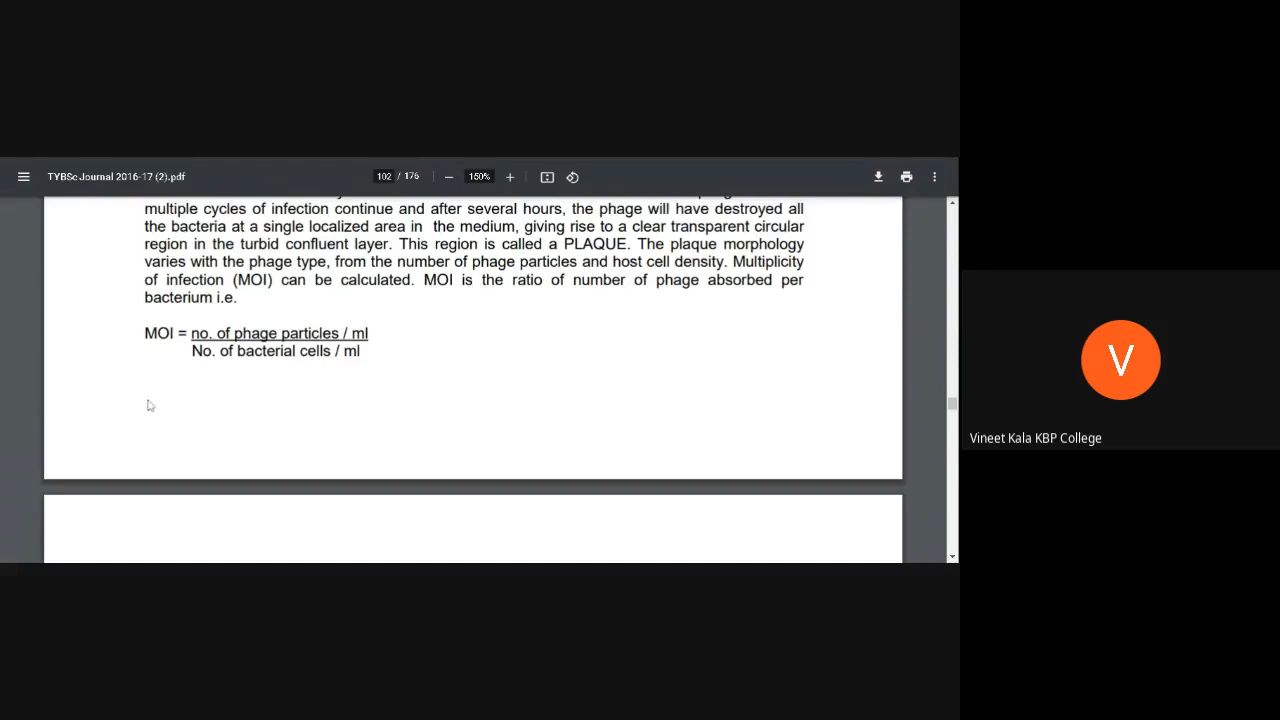 TYBSc Journal 2016-17 (2).pdf
102 / 176
150%
multiple cycles of infection continue and after several hours, the phage will have destroyed all
the bacteria at a single localized area in the medium, giving rise to a clear transparent circular
region in the turbid confluent layer. This region is called a PLAQUE. The plaque morphology
varies with the phage type, from the number of phage particles and host cell density. Multiplicity
of infection (MOI) can be calculated. MOI is the ratio of number of phage absorbed per
bacterium i.e.
MOI = no. of phage particles / ml
No. of bacterial cells / ml
V
Vineet Kala KBP College